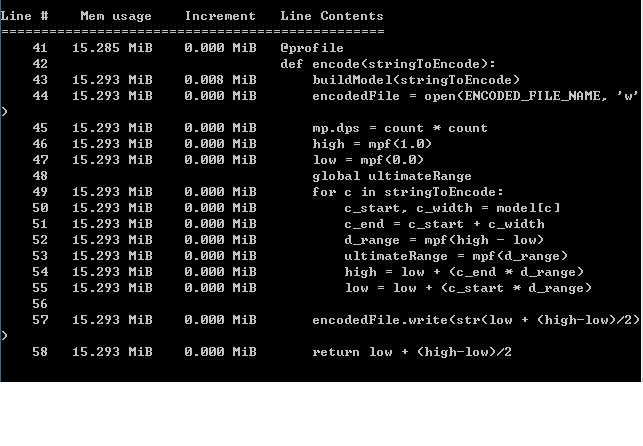 Line #    Mem usage    Increment   Line Contents
================================================
    41   15.285 MiB    0.000 MiB   @profile
    42                             def encode(stringToEncode):
    43   15.293 MiB    0.008 MiB       buildModel(stringToEncode)
    44   15.293 MiB    0.000 MiB       encodedFile = open(ENCODED_FILE_NAME, 'w'
)
    45   15.293 MiB    0.000 MiB       mp.dps = count * count
    46   15.293 MiB    0.000 MiB       high = mpf(1.0)
    47   15.293 MiB    0.000 MiB       low = mpf(0.0)
    48                                 global ultimateRange
    49   15.293 MiB    0.000 MiB       for c in stringToEncode:
    50   15.293 MiB    0.000 MiB           c_start, c_width = model[c]
    51   15.293 MiB    0.000 MiB           c_end = c_start + c_width
    52   15.293 MiB    0.000 MiB           d_range = mpf(high - low)
    53   15.293 MiB    0.000 MiB           ultimateRange = mpf(d_range)
    54   15.293 MiB    0.000 MiB           high = low + (c_end * d_range)
    55   15.293 MiB    0.000 MiB           low = low + (c_start * d_range)
    56
    57   15.293 MiB    0.000 MiB       encodedFile.write(str(low + (high-low)/2)
)
    58   15.293 MiB    0.000 MiB       return low + (high-low)/2